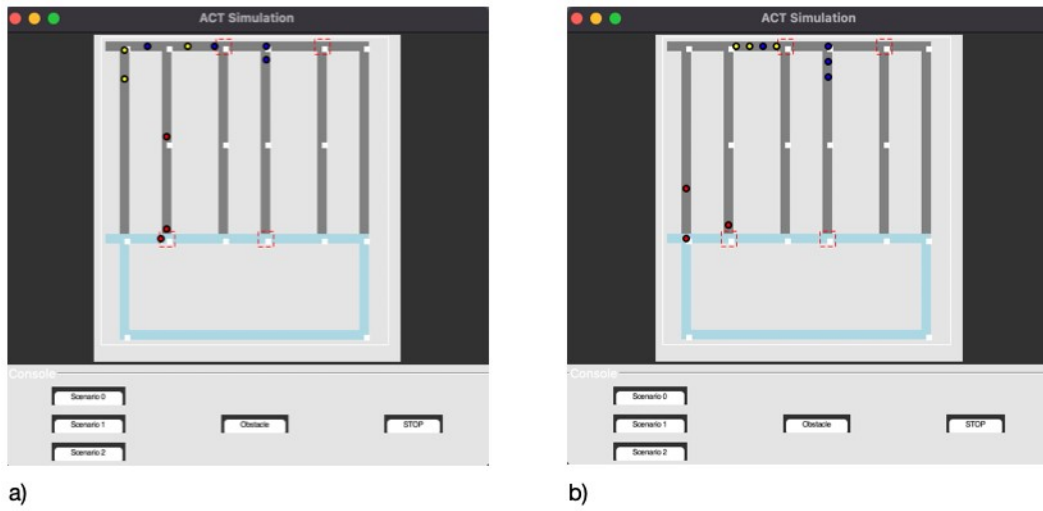 ACT Simulation
Console
Scenario 0
Scenario 1
Obstacle
STOP
Scenario 2
a)
ACT Simulation
Console
Scenario 0
Scenario 1
Obstacle
STOP
Scenario 2
b)